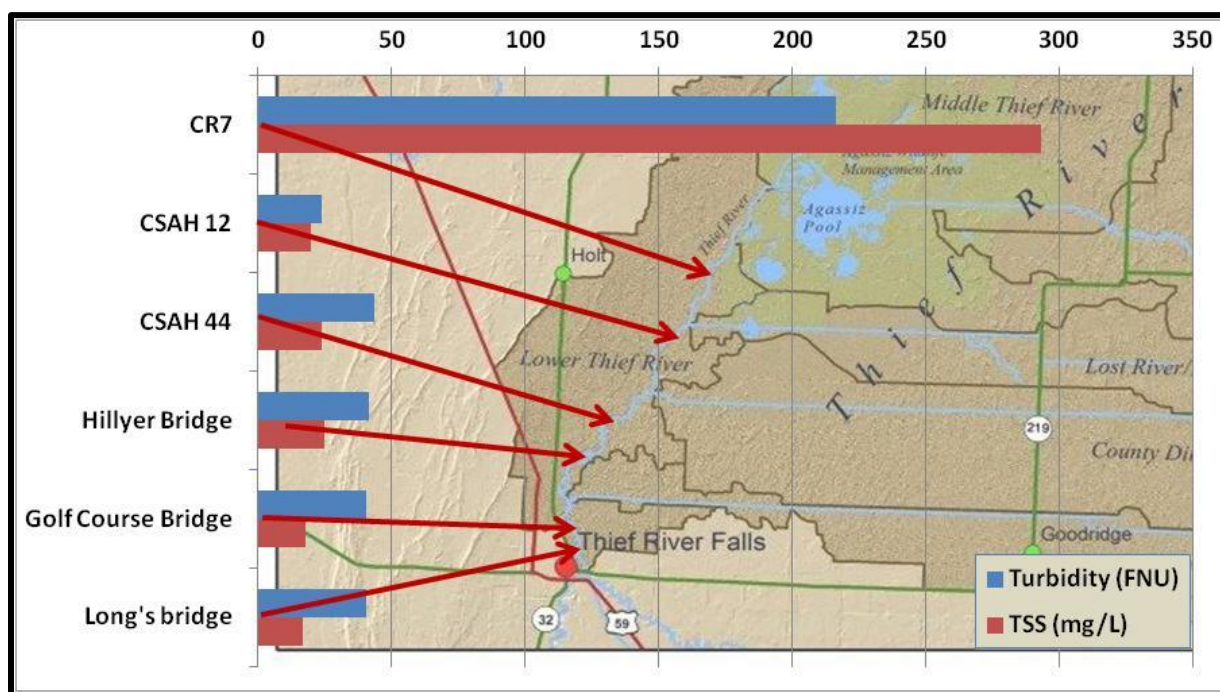 0 50 100 150 200 250 300 350
CR7
CSAH 12
CSAH 44
Hillyer Bridge
Golf Course Bridge
Long's bridge
Middle Thief River
Agassiz Wildlife
Management Area
Agassiz
Pool
Thief River
Holt
Thief River
Lower Thief River
Lost River/
219
County Di
Thief River Falls
Goodridge
32
59
Turbidity (FNU)
TSS (mg/L)